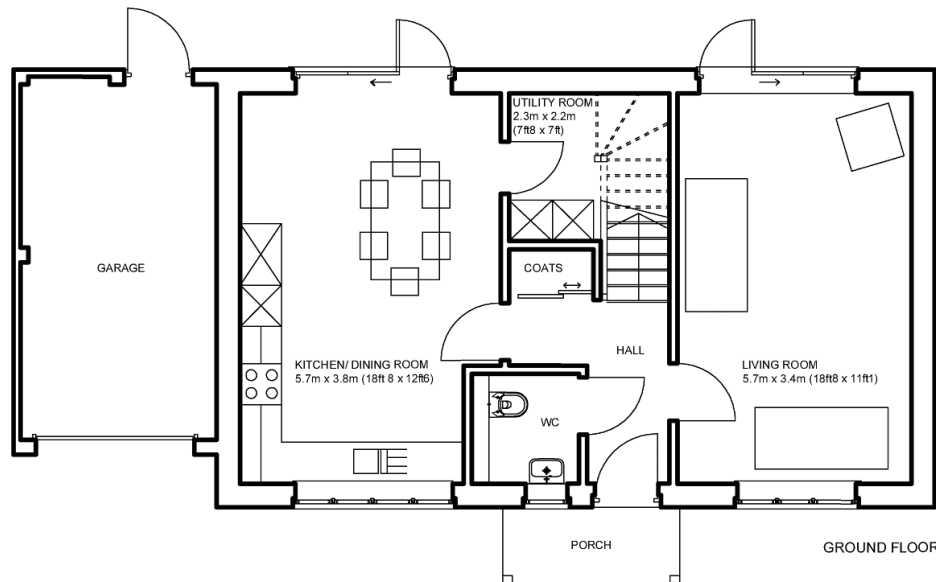 UTILITY ROOM
2.3m x 2.2m
(7ft8 x 7ft)
GARAGE
COATS
HALL
KITCHEN/ DINING ROOM
5.7m x 3.8m (18ft 8 x 12ft6)
LIVING ROOM
5.7m x 3.4m (18ft8 x 11ft1)
WC
PORCH
GROUND FLOOR